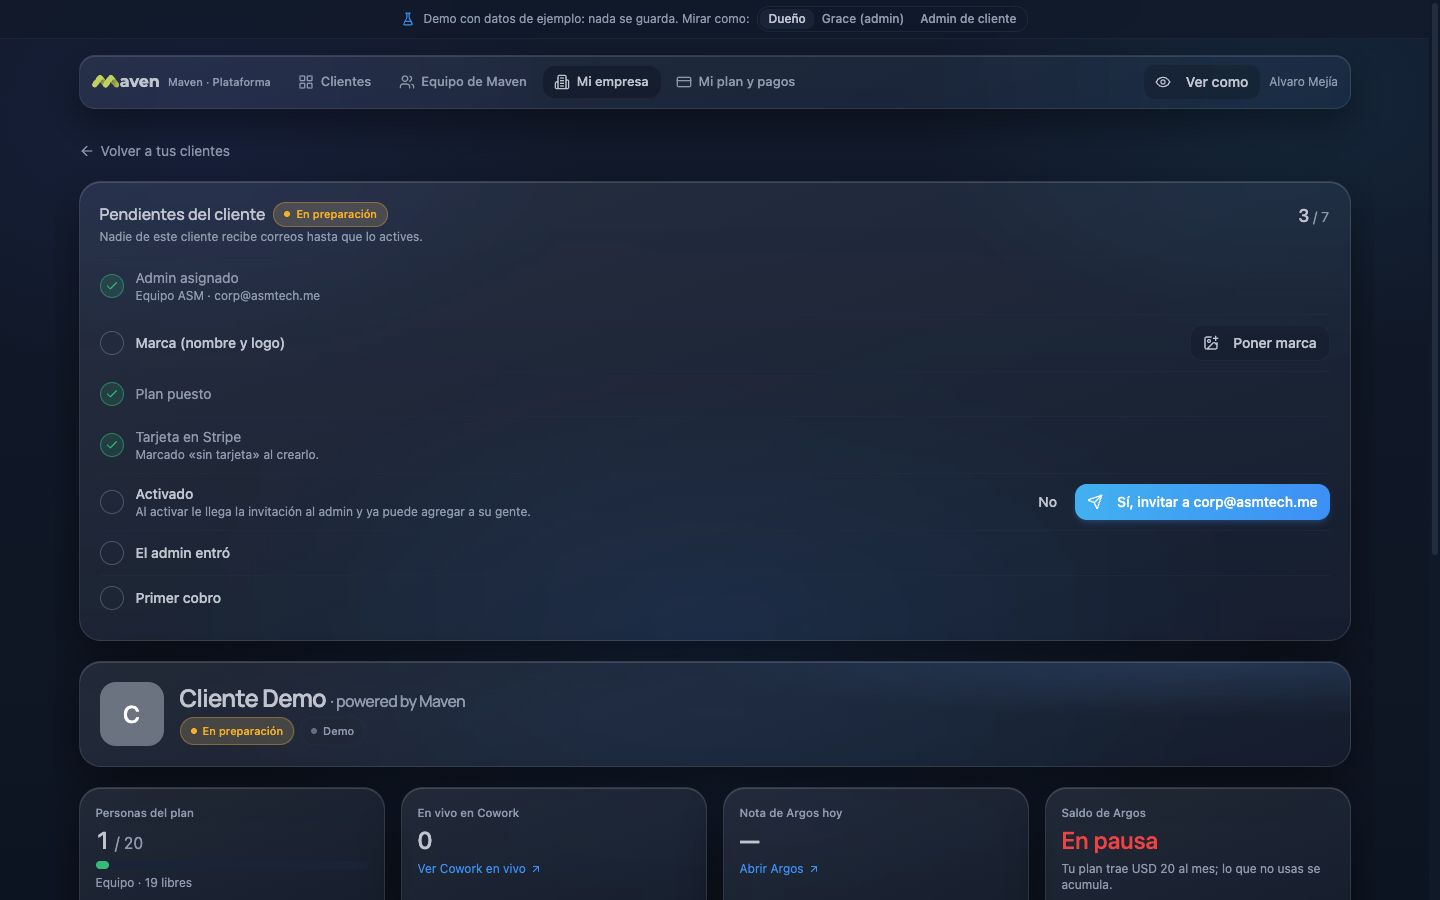 Demo con datos de ejemplo: nada se guarda. Mirar como: Dueño Grace (admin) Admin de cliente
Maven Maven · Plataforma Clientes Equipo de Maven Mi empresa Mi plan y pagos Ver como Alvaro Mejía
Volver a tus clientes
Pendientes del cliente En preparación 3 / 7
Nadie de este cliente recibe correos hasta que lo actives.
Admin asignado
Equipo ASM · corp@asmtech.me
Marca (nombre y logo) Poner marca
Plan puesto
Tarjeta en Stripe
Marcado «sin tarjeta» al crearlo.
Activado
Al activar le llega la invitación al admin y ya puede agregar a su gente.
No Sí, invitar a corp@asmtech.me
El admin entró
Primer cobro
C
Cliente Demo · powered by Maven
En preparación Demo
Personas del plan
1 / 20
Equipo · 19 libres
En vivo en Cowork
0
Ver Cowork en vivo
Nota de Argos hoy
—
Abrir Argos
Saldo de Argos
En pausa
Tu plan trae USD 20 al mes; lo que no usas se
acumula.